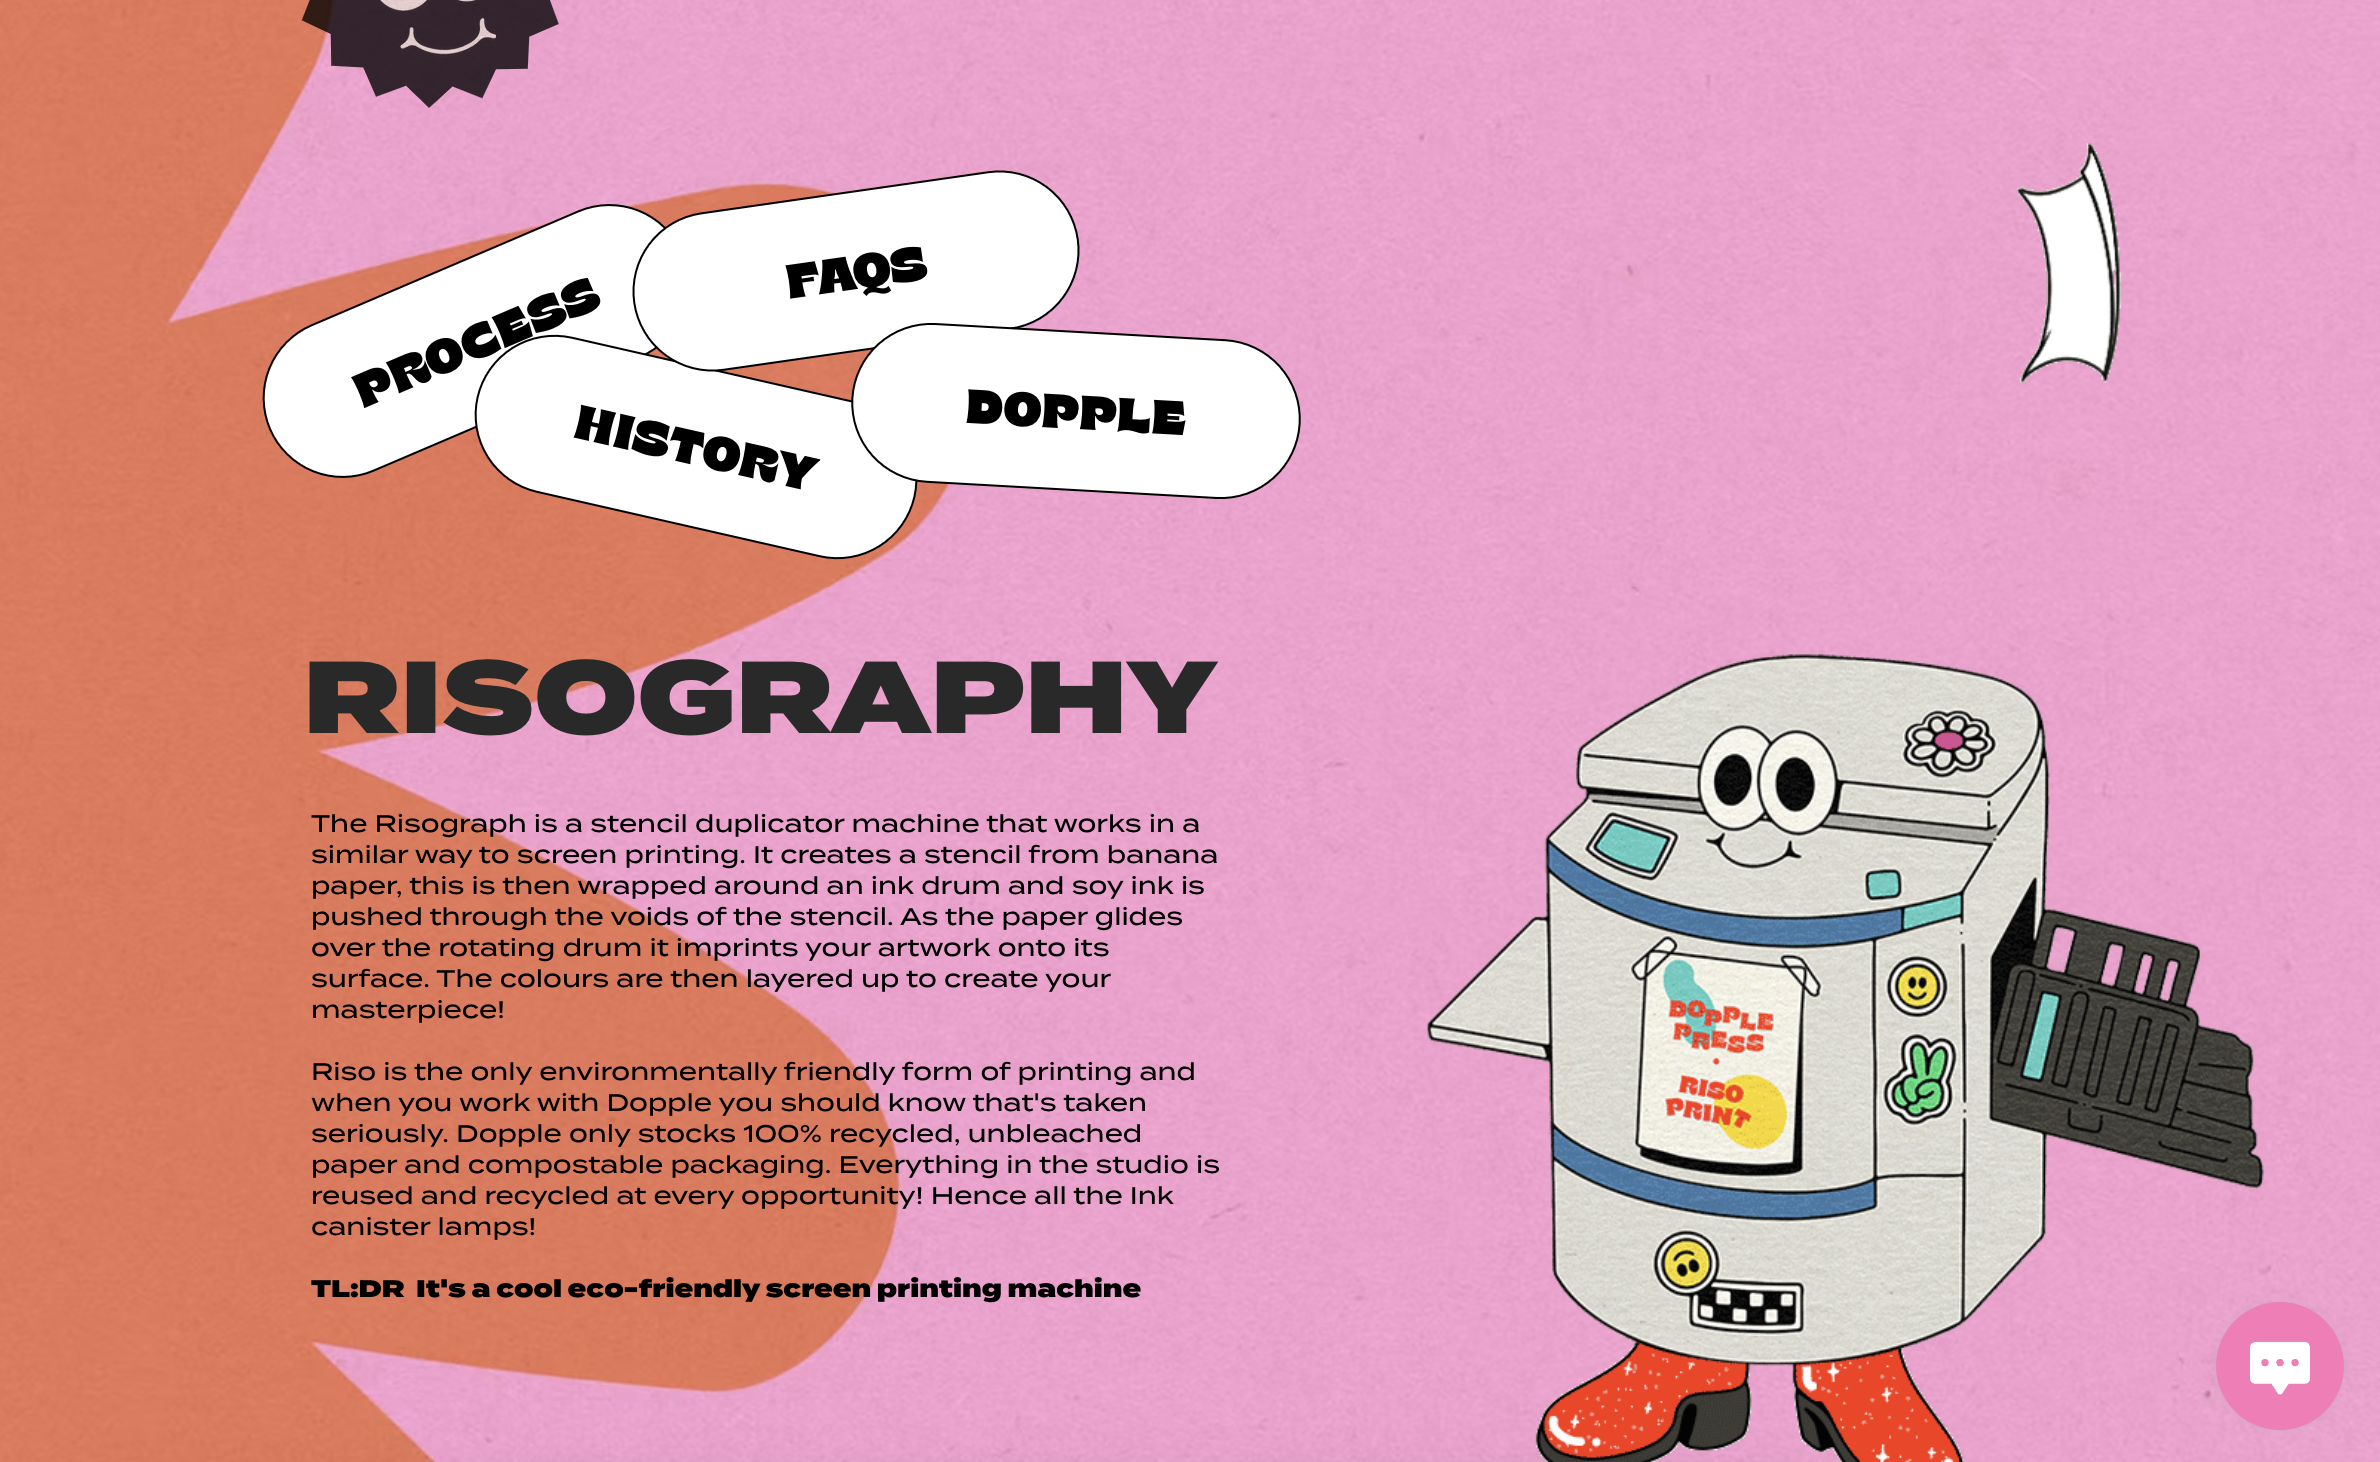 PROCESS
FAQS
HISTORY
DOPPLE
RISOGRAPHY
The Risograph is a stencil duplicator machine that works in a
similar way to screen printing. It creates a stencil from banana
paper, this is then wrapped around an ink drum and soy ink is
pushed through the voids of the stencil. As the paper glides
over the rotating drum it imprints your artwork onto its
surface. The colours are then layered up to create your
masterpiece!
Riso is the only environmentally friendly form of printing and
when you work with Dopple you should know that's taken
seriously. Dopple only stocks 100% recycled, unbleached
paper and compostable packaging. Everything in the studio is
reused and recycled at every opportunity! Hence all the Ink
canister lamps!
TL:DR It's a cool eco-friendly screen printing machine
DOPPLE
PRESS
•
RISO
PRINT